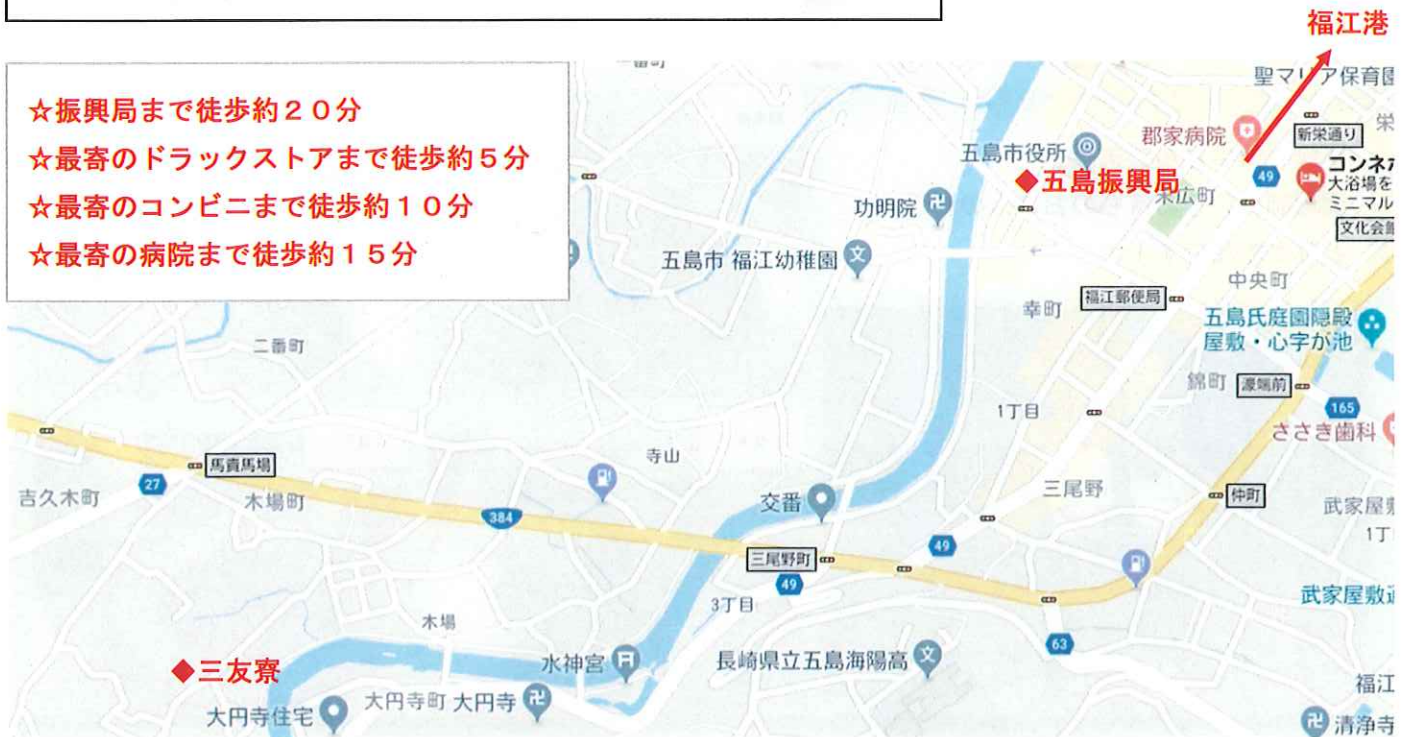 福江港
☆振興局まで徒歩約２０分
☆最寄のドラックストアまで徒歩約５分
☆最寄のコンビニまで徒歩約１０分
☆最寄の病院まで徒歩約１５分
聖マリア保育園
新栄通り
栄
郡家病院
五島市役所
◆五島振興局
49
コンネホ
大浴場を
ミニマル
末広町
功明院
文化会館
五島市 福江幼稚園
中央町
福江郵便局
幸町
五島氏庭園隠殿
屋敷・心字が池
二番町
錦町
濠端前
1丁目
165
ささき歯科
馬責馬場
寺山
27
吉久木町
木場町
交番
三尾野
仲町
武家屋敷
1丁
384
三尾野町
49
49
3丁目
武家屋敷通
木場
63
◆三友寮
水神宮
長崎県立五島海陽高
大円寺住宅
大円寺町
大円寺
福江
清浄寺